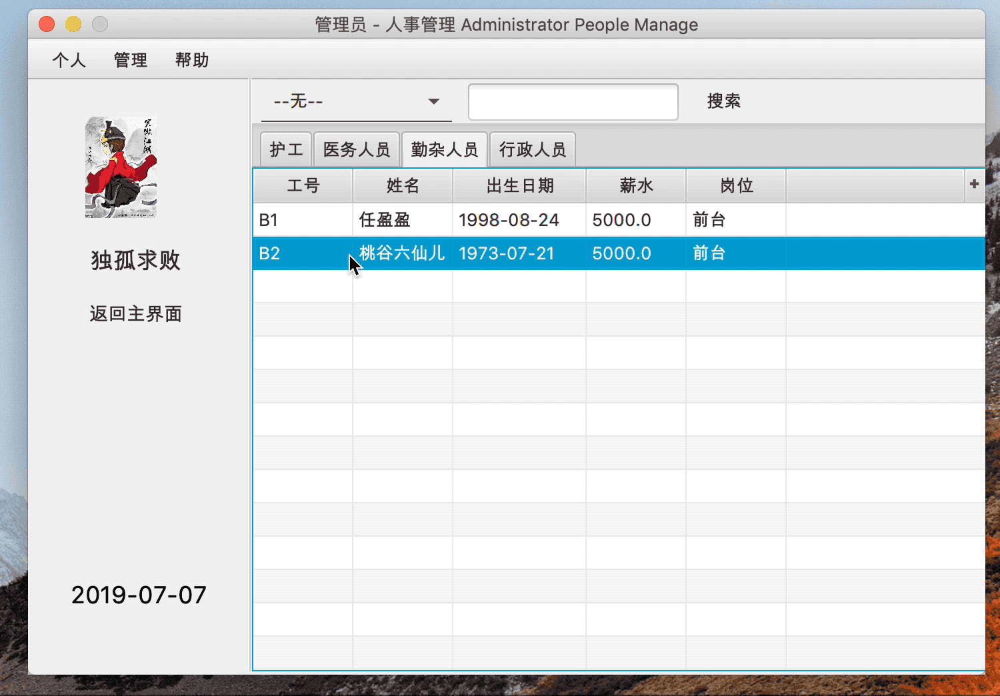 管理员 - 人事管理 Administrator People Manage
个人 管理 帮助
--无-- 搜索
笑傲江湖
护工 医务人员 勤杂人员 行政人员
工号 姓名 出生日期 薪水 岗位 +
B1 任盈盈 1998-08-24 5000.0 前台
B2 桃谷六仙儿 1973-07-21 5000.0 前台
独孤求败
返回主界面
2019-07-07